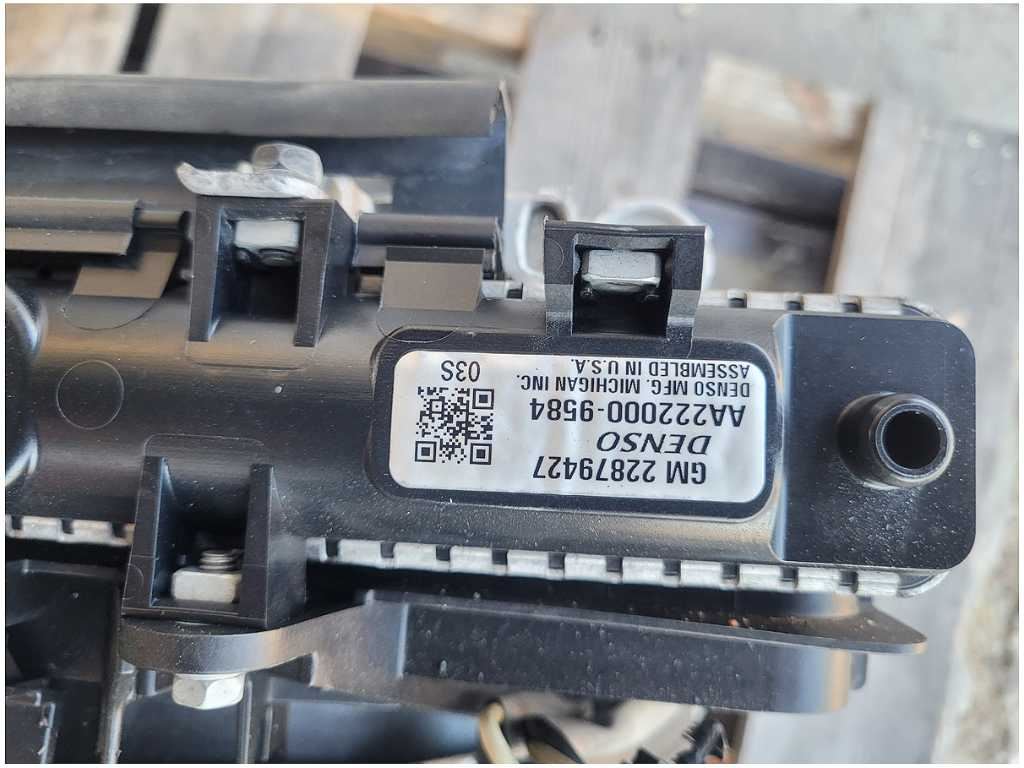 GM 22879427
DENSO
AA222000-9584
DENSO MFG. MICHIGAN INC.
ASSEMBLED IN U.S.A.
03S